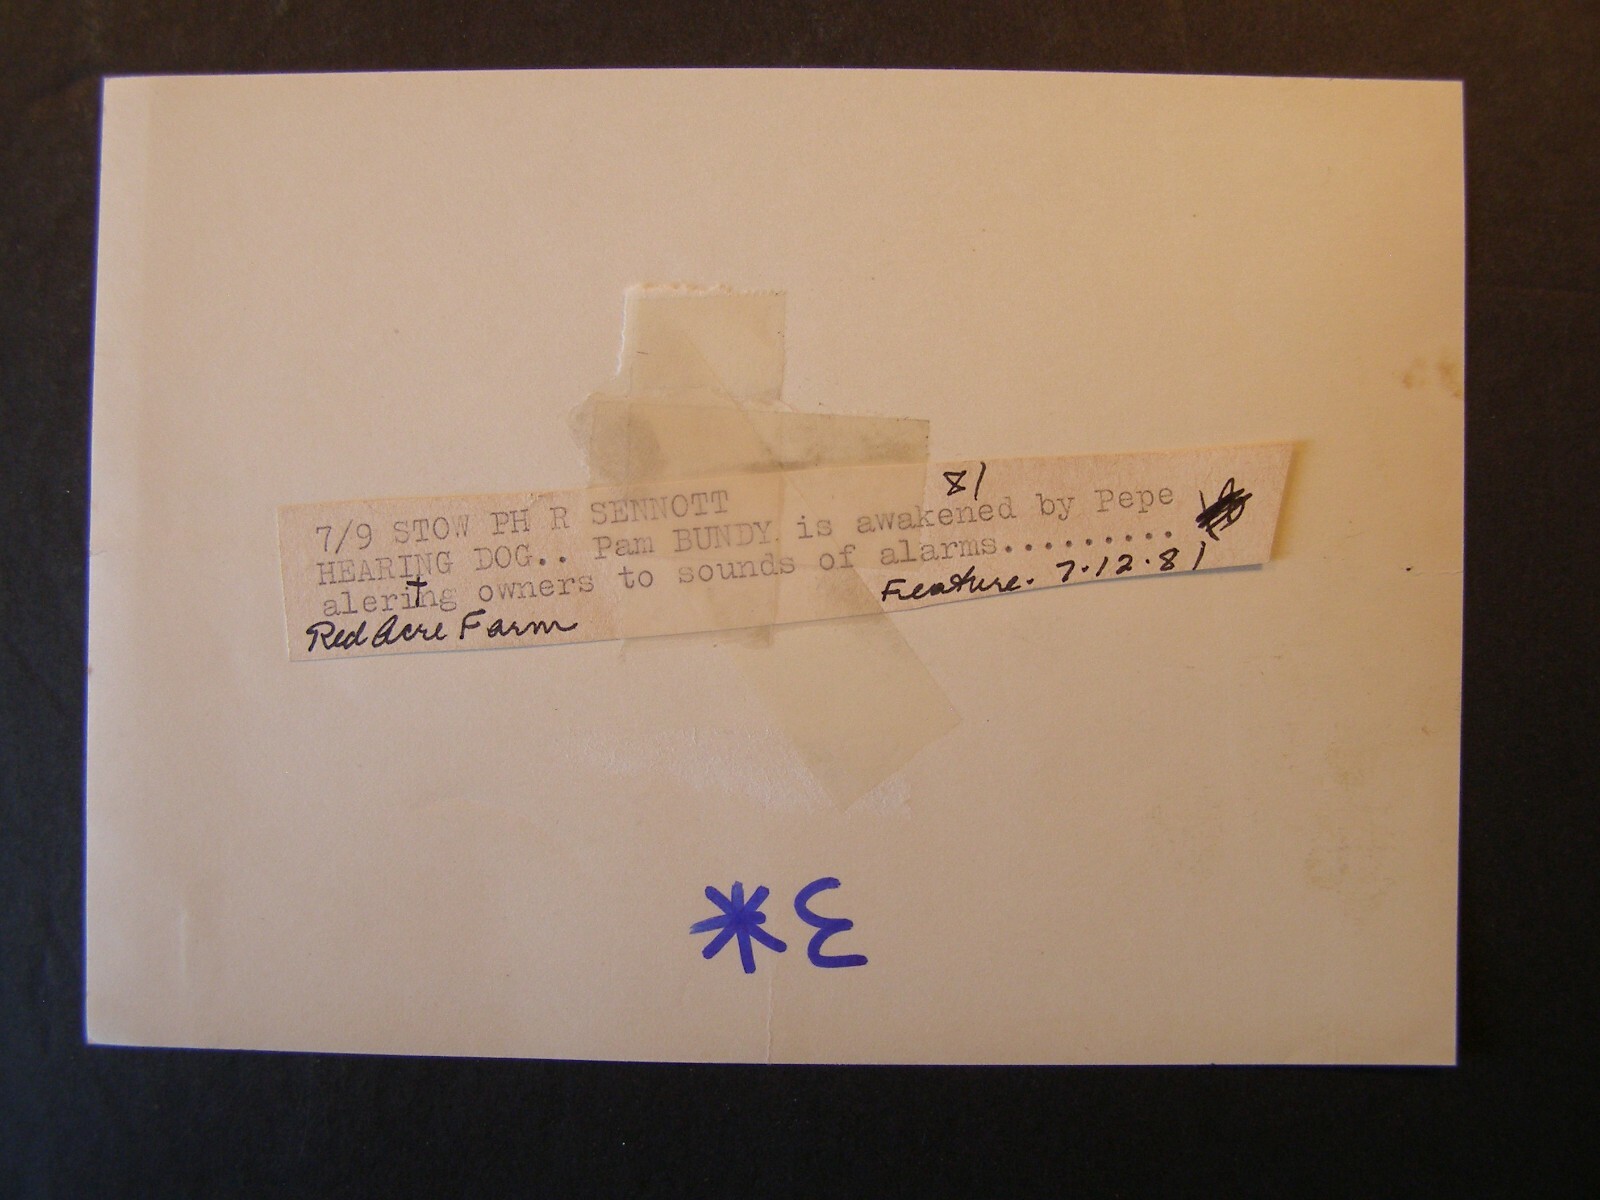 81
7/9 STOW PH R SENNOTT
HEARING DOG.. Pam BUNDY is awakened by Pepe
alerting owners to sounds of alarms.........
Red Acre Farm
Feature. 7.12.81
3*